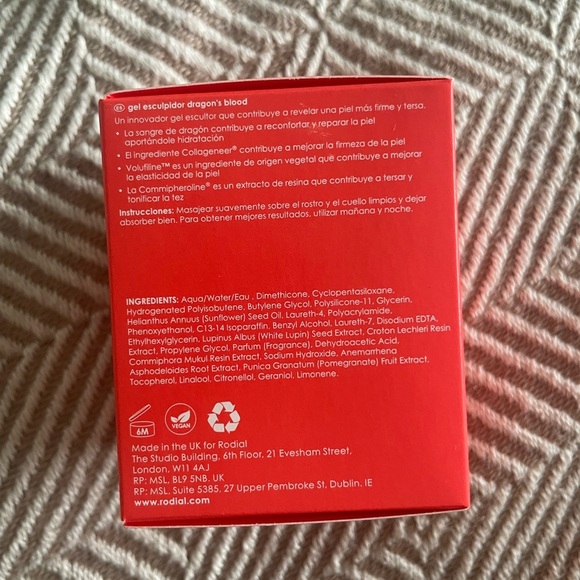 ES gel esculpidor dragon's blood
Un innovador gel escultor que contribuye a revelar una piel más firme y tersa.
• La sangre de dragón contribuye a reconfortar y reparar la piel
aportándole hidratación
• El ingrediente Collageneer® contribuye a mejorar la firmeza de la piel
• Volufiline™ es un ingrediente de origen vegetal que contribuye a mejorar
la elasticidad de la piel
• La Commipheroline® es un extracto de resina que contribuye a tersar y
tonificar la tez
Instrucciones: Masajear suavemente sobre el rostro y el cuello limpios y dejar
absorber bien. Para obtener mejores resultados, utilizar mañana y noche.
INGREDIENTS: Aqua/Water/Eau , Dimethicone, Cyclopentasiloxane,
Hydrogenated Polyisobutene, Butylene Glycol, Polysilicone-11, Glycerin,
Helianthus Annuus (Sunflower) Seed Oil, Laureth-4, Polyacrylamide,
Phenoxyethanol, C13-14 Isoparaffin, Benzyl Alcohol, Laureth-7, Disodium EDTA,
Ethylhexylglycerin, Lupinus Albus (White Lupin) Seed Extract, Croton Lechleri Resin
Extract, Propylene Glycol, Parfum (Fragrance), Dehydroacetic Acid,
Commiphora Mukul Resin Extract, Sodium Hydroxide, Anemarrhena
Asphodeloides Root Extract, Punica Granatum (Pomegranate) Fruit Extract,
Tocopherol, Linalool, Citronellol, Geraniol, Limonene.
6M VEGAN
Made in the UK for Rodial
The Studio Building, 6th Floor, 21 Evesham Street,
London, W11 4AJ
RP: MSL, BL9 5NB. UK
RP: MSL, Suite 5385, 27 Upper Pembroke St, Dublin. IE
www.rodial.com